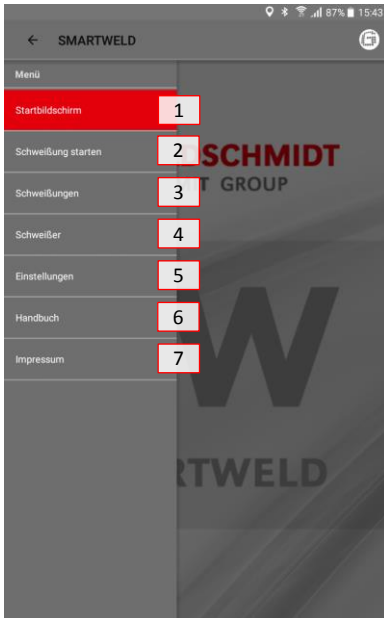 87% 15:43
SMARTWELD
Menü
Startbildschirm 1
Schweißung starten 2
Schweißungen 3
Schweißer 4
Einstellungen 5
Handbuch 6
Impressum 7
DSCHMIDT
GROUP
W
RTWELD